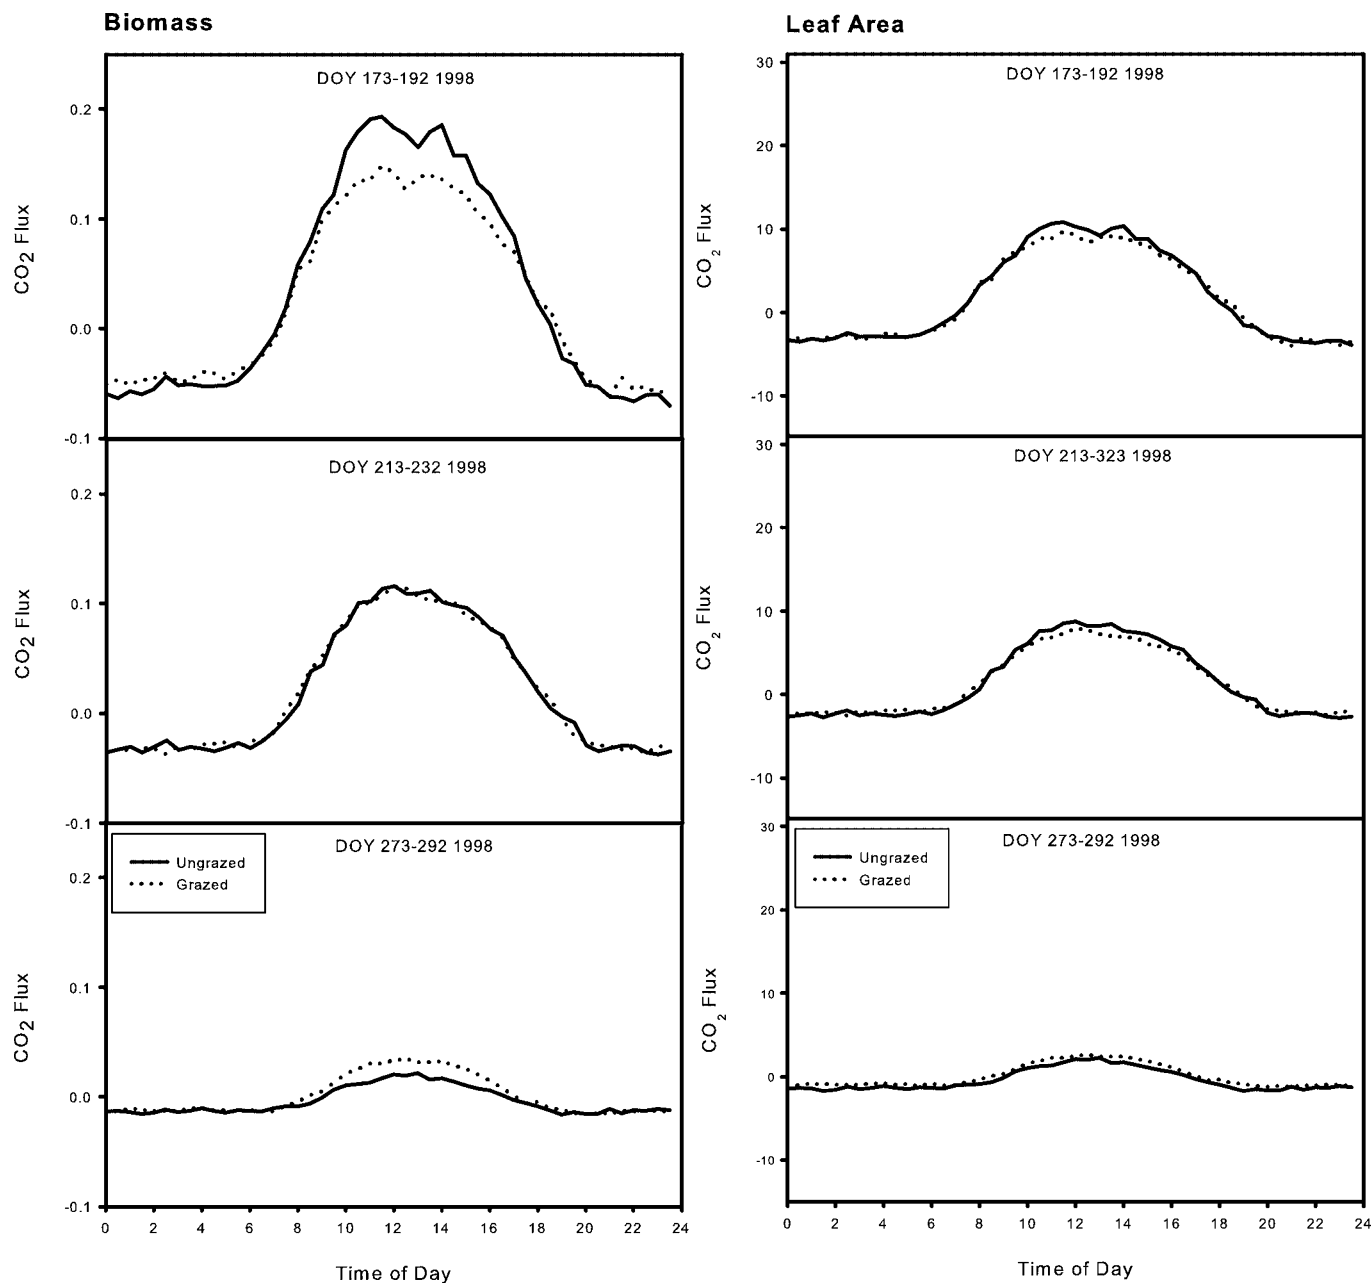 Biomass
DOY 173-192 1998
0.2
0.1
0.0
-0.1
CO2 Flux
DOY 213-232 1998
0.2
0.1
0.0
-0.1
CO2 Flux
DOY 273-292 1998
Ungrazed
Grazed
0.2
0.1
0.0
-0.1
CO2 Flux
0 2 4 6 8 10 12 14 16 18 20 22 24
Time of Day
Leaf Area
DOY 173-192 1998
30
20
10
0
-10
CO2 Flux
DOY 213-323 1998
30
20
10
0
-10
CO2 Flux
DOY 273-292 1998
Ungrazed
Grazed
30
20
10
0
-10
CO2 Flux
0 2 4 6 8 10 12 14 16 18 20 22 24
Time of Day